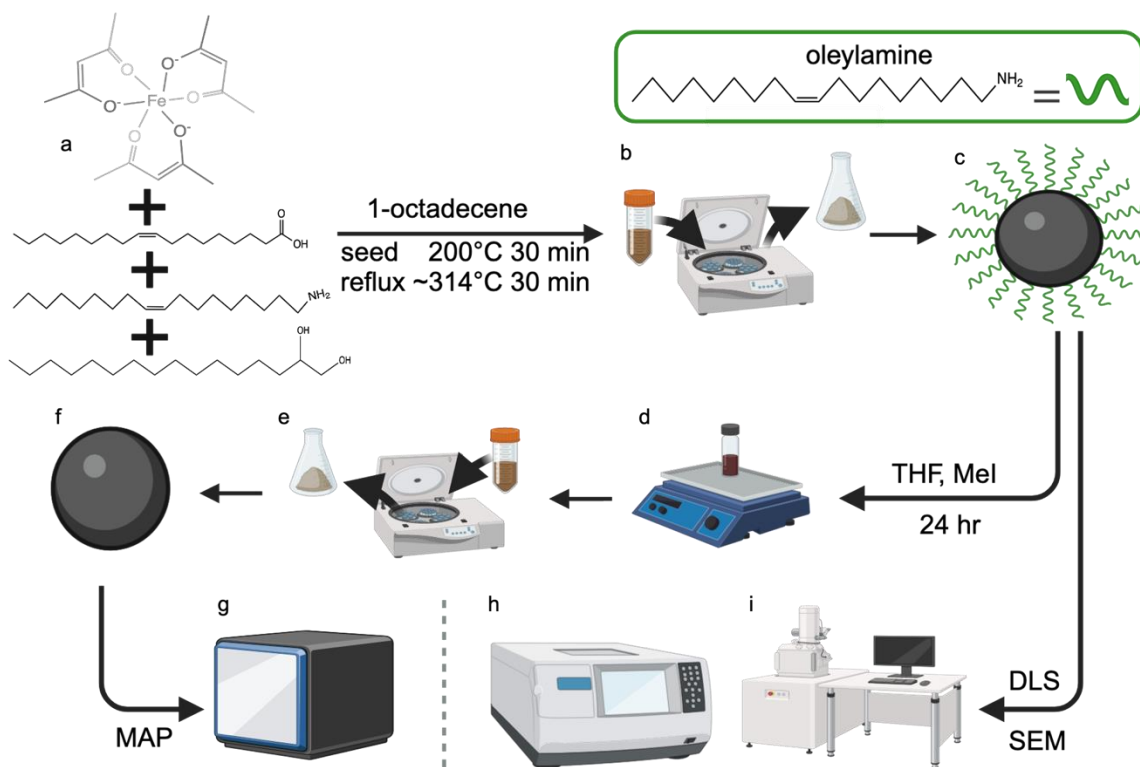 oleylamine
NH₂
=
O
O⁻
O⁻
Fe
O
O⁻
O
O⁻
a
+
O
OH
+
NH₂
+
OH
OH
1-octadecene
seed 200°C 30 min
reflux ~314°C 30 min
b
c
f
e
d
THF, MeI
24 hr
g
h
i
MAP
DLS
SEM